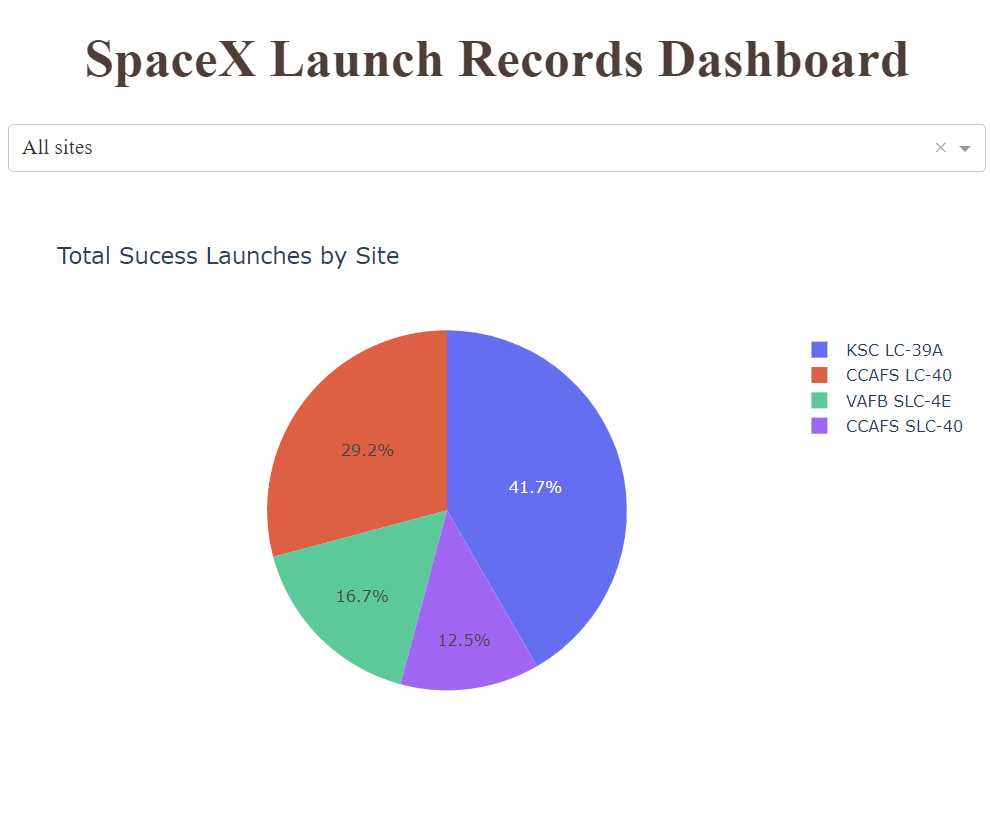 SpaceX Launch Records Dashboard
All sites
×
Total Sucess Launches by Site
KSC LC-39A
CCAFS LC-40
VAFB SLC-4E
CCAFS SLC-40
29.2%
41.7%
16.7%
12.5%